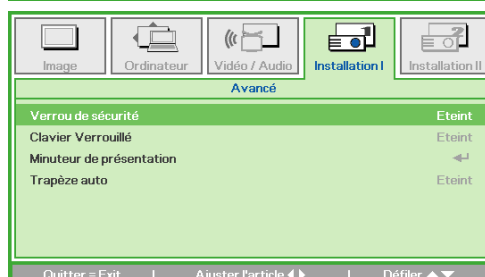 Image Ordinateur Vidéo / Audio Installation I Installation II
Avancé
Verrou de sécurité Eteint
Clavier Verrouillé Eteint
Minuteur de présentation
Trapèze auto Eteint
Quitter = Exit | Ajuster l'article | Défiler